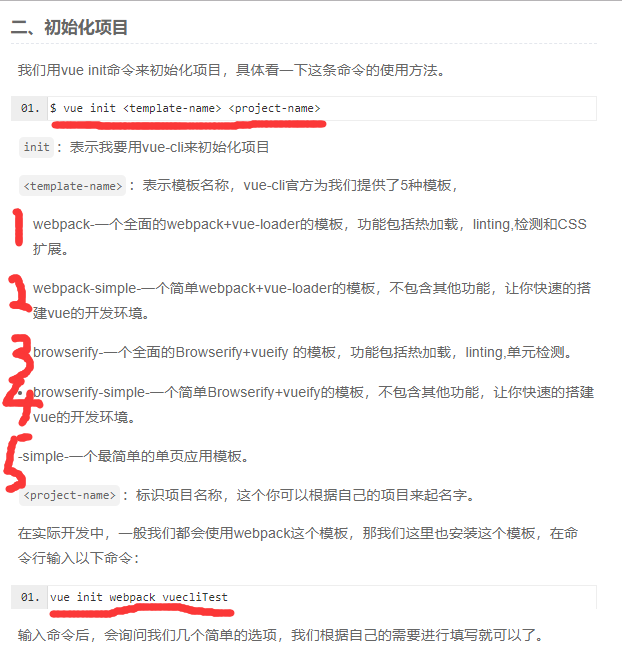 二、初始化项目
我们用vue init命令来初始化项目，具体看一下这条命令的使用方法。
01. $ vue init <template-name> <project-name>
init ：表示我要用vue-cli来初始化项目
<template-name> ：表示模板名称，vue-cli官方为我们提供了5种模板，
1 webpack-一个全面的webpack+vue-loader的模板，功能包括热加载，linting,检测和CSS
扩展。
2 webpack-simple-一个简单webpack+vue-loader的模板，不包含其他功能，让你快速的搭
建vue的开发环境。
3 browserify-一个全面的Browserify+vueify 的模板，功能包括热加载，linting,单元检测。
4 browserify-simple-一个简单Browserify+vueify的模板，不包含其他功能，让你快速的搭建
vue的开发环境。
5 -simple-一个最简单的单页应用模板。
<project-name> ：标识项目名称，这个你可以根据自己的项目来起名字。
在实际开发中，一般我们都会使用webpack这个模板，那我们这里也安装这个模板，在命
令行输入以下命令：
01. vue init webpack vuecliTest
输入命令后，会询问我们几个简单的选项，我们根据自己的需要进行填写就可以了。